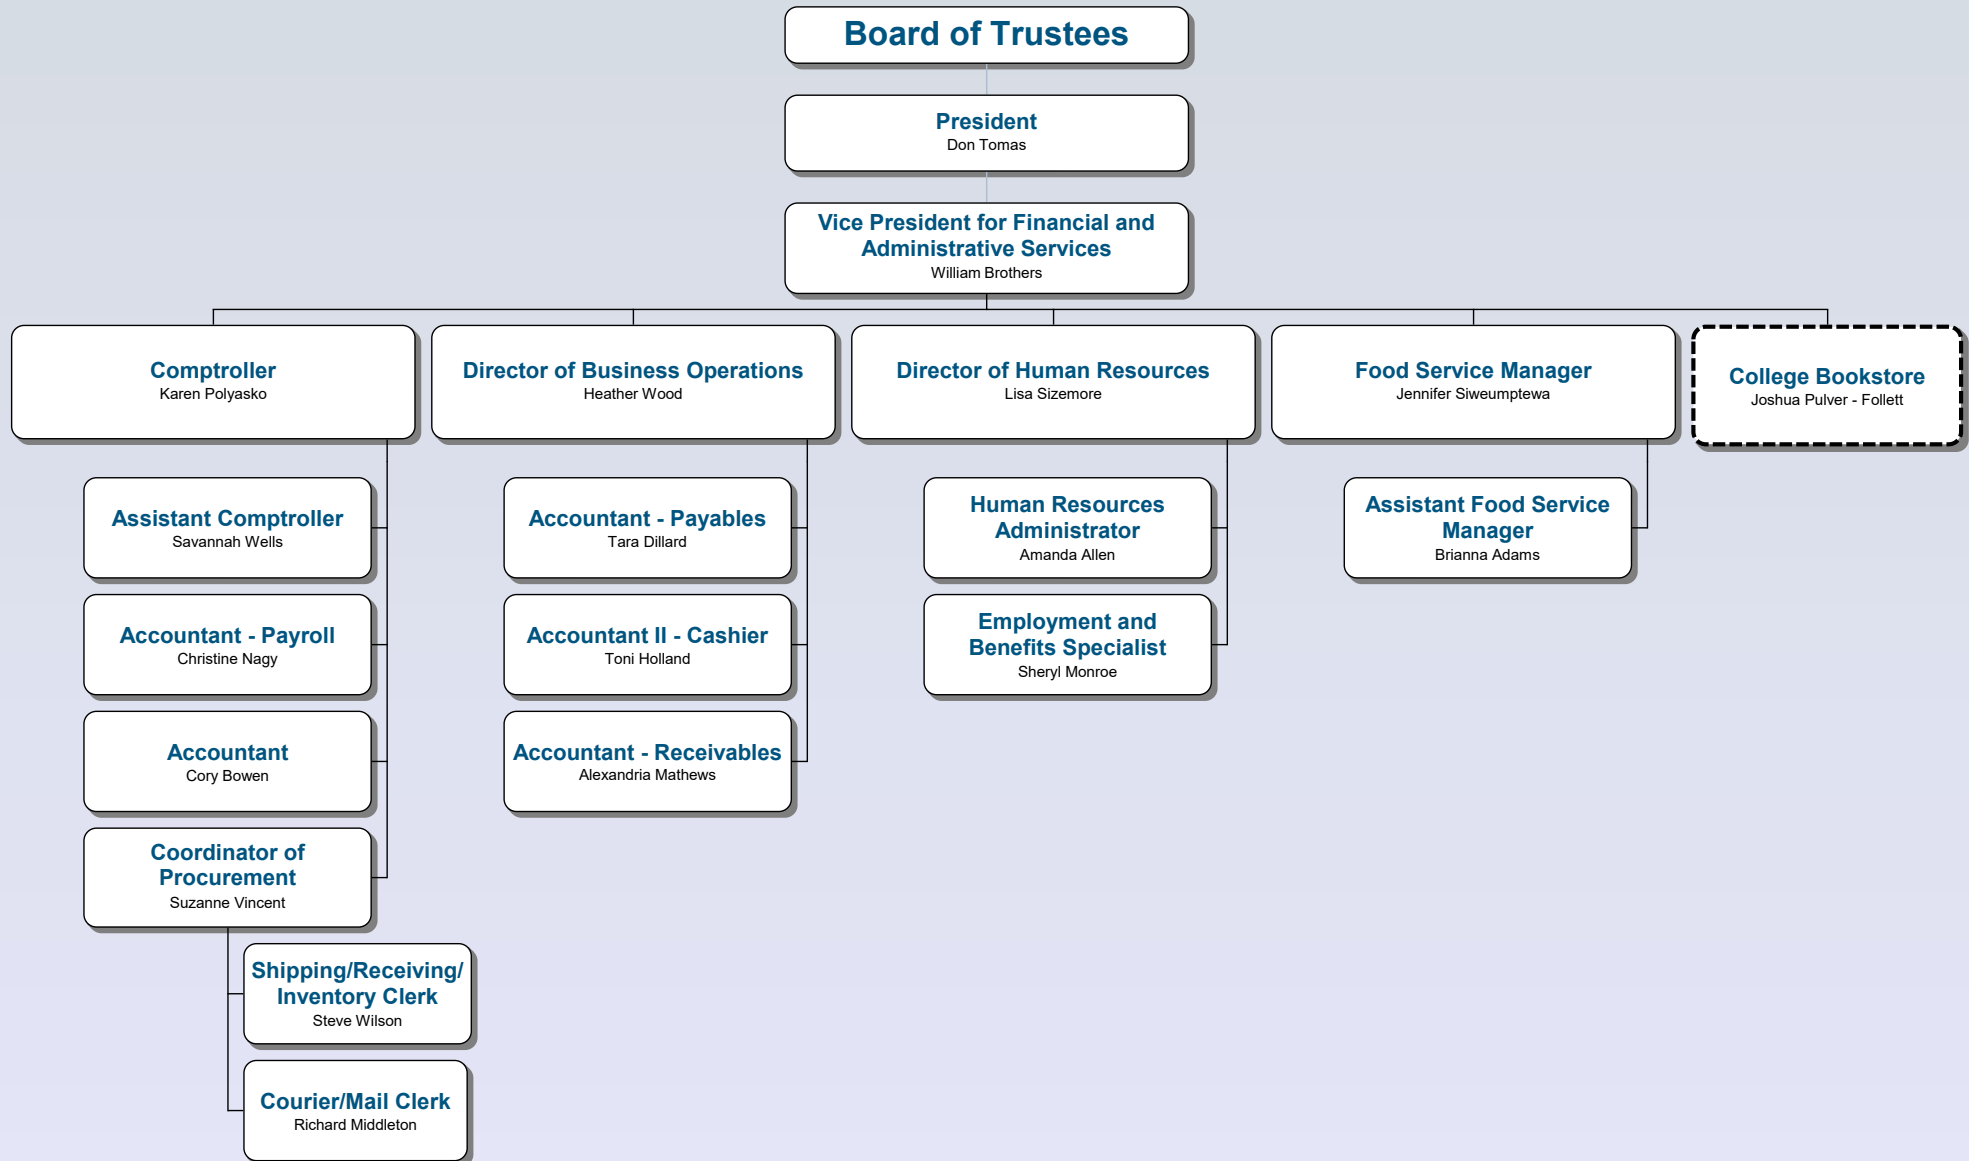 Board of Trustees
President
Don Tomas
Vice President for Financial and
Administrative Services
William Brothers
Comptroller
Karen Polyasko
Director of Business Operations
Heather Wood
Director of Human Resources
Lisa Sizemore
Food Service Manager
Jennifer Siweumptewa
College Bookstore
Joshua Pulver - Follett
Assistant Comptroller
Savannah Wells
Accountant - Payroll
Christine Nagy
Accountant
Cory Bowen
Coordinator of
Procurement
Suzanne Vincent
Shipping/Receiving/
Inventory Clerk
Steve Wilson
Courier/Mail Clerk
Richard Middleton
Accountant - Payables
Tara Dillard
Accountant II - Cashier
Toni Holland
Accountant - Receivables
Alexandria Mathews
Human Resources
Administrator
Amanda Allen
Employment and
Benefits Specialist
Sheryl Monroe
Assistant Food Service
Manager
Brianna Adams